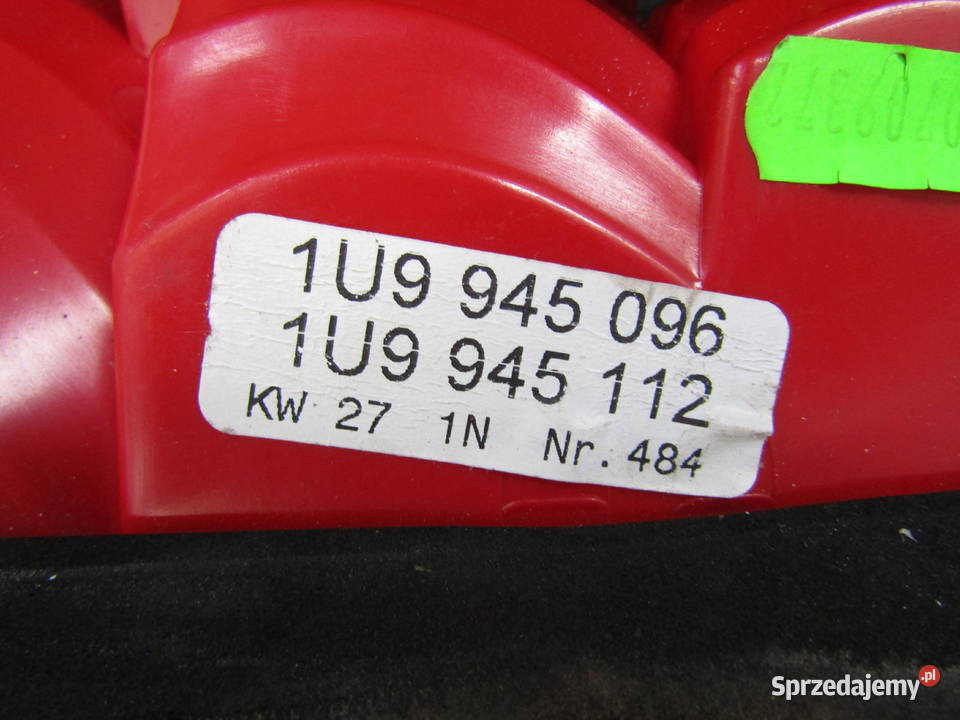 1U9 945 096
1U9 945 112
KW 27 1N Nr. 484
Sprzedajemy.pl